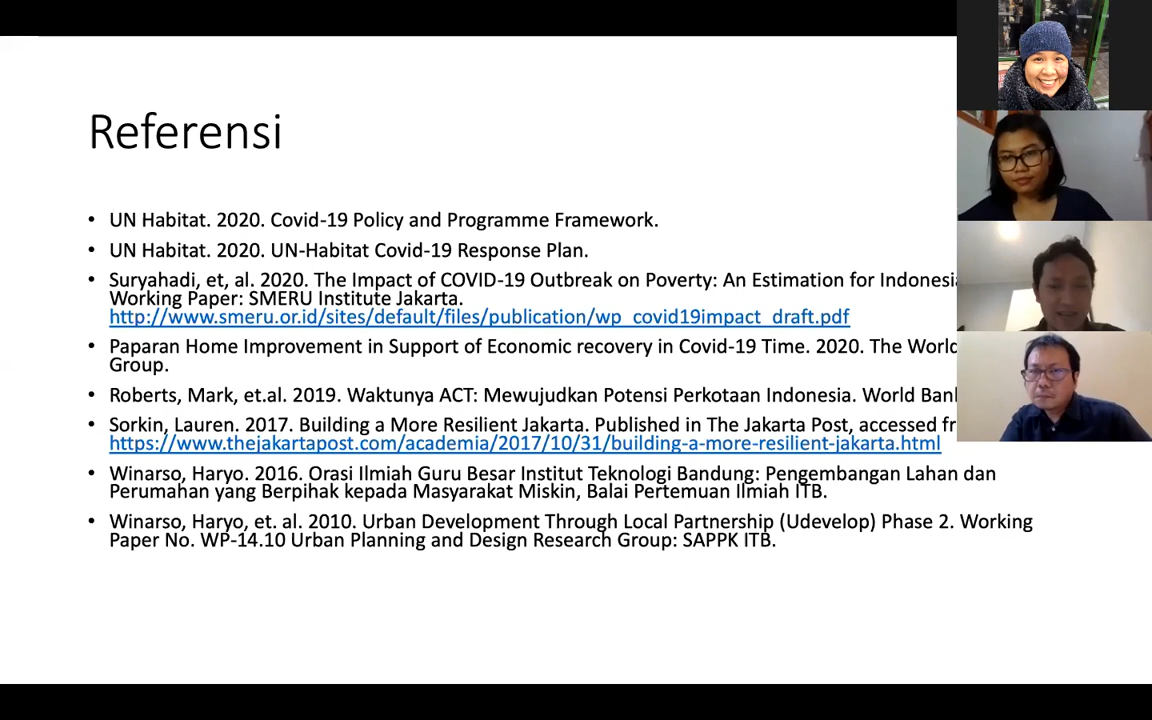 Referensi
• UN Habitat. 2020. Covid-19 Policy and Programme Framework.
• UN Habitat. 2020. UN-Habitat Covid-19 Response Plan.
• Suryahadi, et, al. 2020. The Impact of COVID-19 Outbreak on Poverty: An Estimation for
Working Paper: SMERU Institute Jakarta.
http://www.smeru.or.id/sites/default/files/publication/wp_covid19impact_draft.pdf
• Paparan Home Improvement in Support of Economic recovery in Covid-19 Time. 2020. The World
Group.
• Roberts, Mark, et.al. 2019. Waktunya ACT: Mewujudkan Potensi Perkotaan Indonesia. World
• Sorkin, Lauren. 2017. Building a More Resilient Jakarta. Published in The Jakarta Post, accessed
https://www.thejakartapost.com/academia/2017/10/31/building-a-more-resilient-jakarta.html
• Winarso, Haryo. 2016. Orasi Ilmiah Guru Besar Institut Teknologi Bandung: Pengembangan Lahan dan
Perumahan yang Berpihak kepada Masyarakat Miskin, Balai Pertemuan Ilmiah ITB.
• Winarso, Haryo, et. al. 2010. Urban Development Through Local Partnership (Udevelop) Phase 2. Working
Paper No. WP-14.10 Urban Planning and Design Research Group: SAPPK ITB.